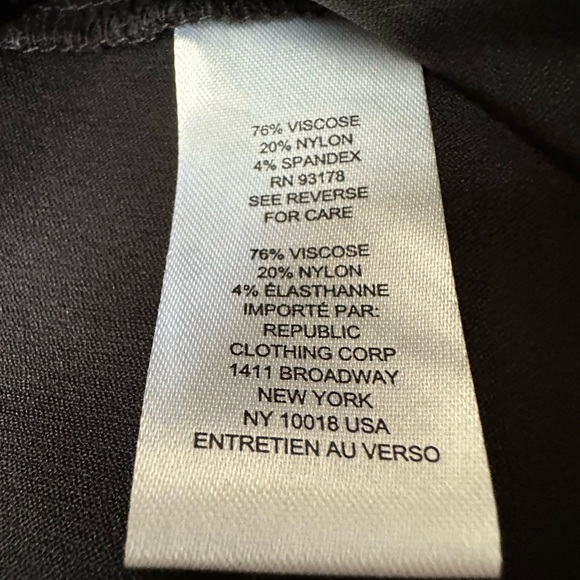 76% VISCOSE
20% NYLON
4% SPANDEX
RN 93178
SEE REVERSE
FOR CARE
76% VISCOSE
20% NYLON
4% ÉLASTHANNE
IMPORTÉ PAR:
REPUBLIC
CLOTHING CORP
1411 BROADWAY
NEW YORK
NY 10018 USA
ENTRETIEN AU VERSO